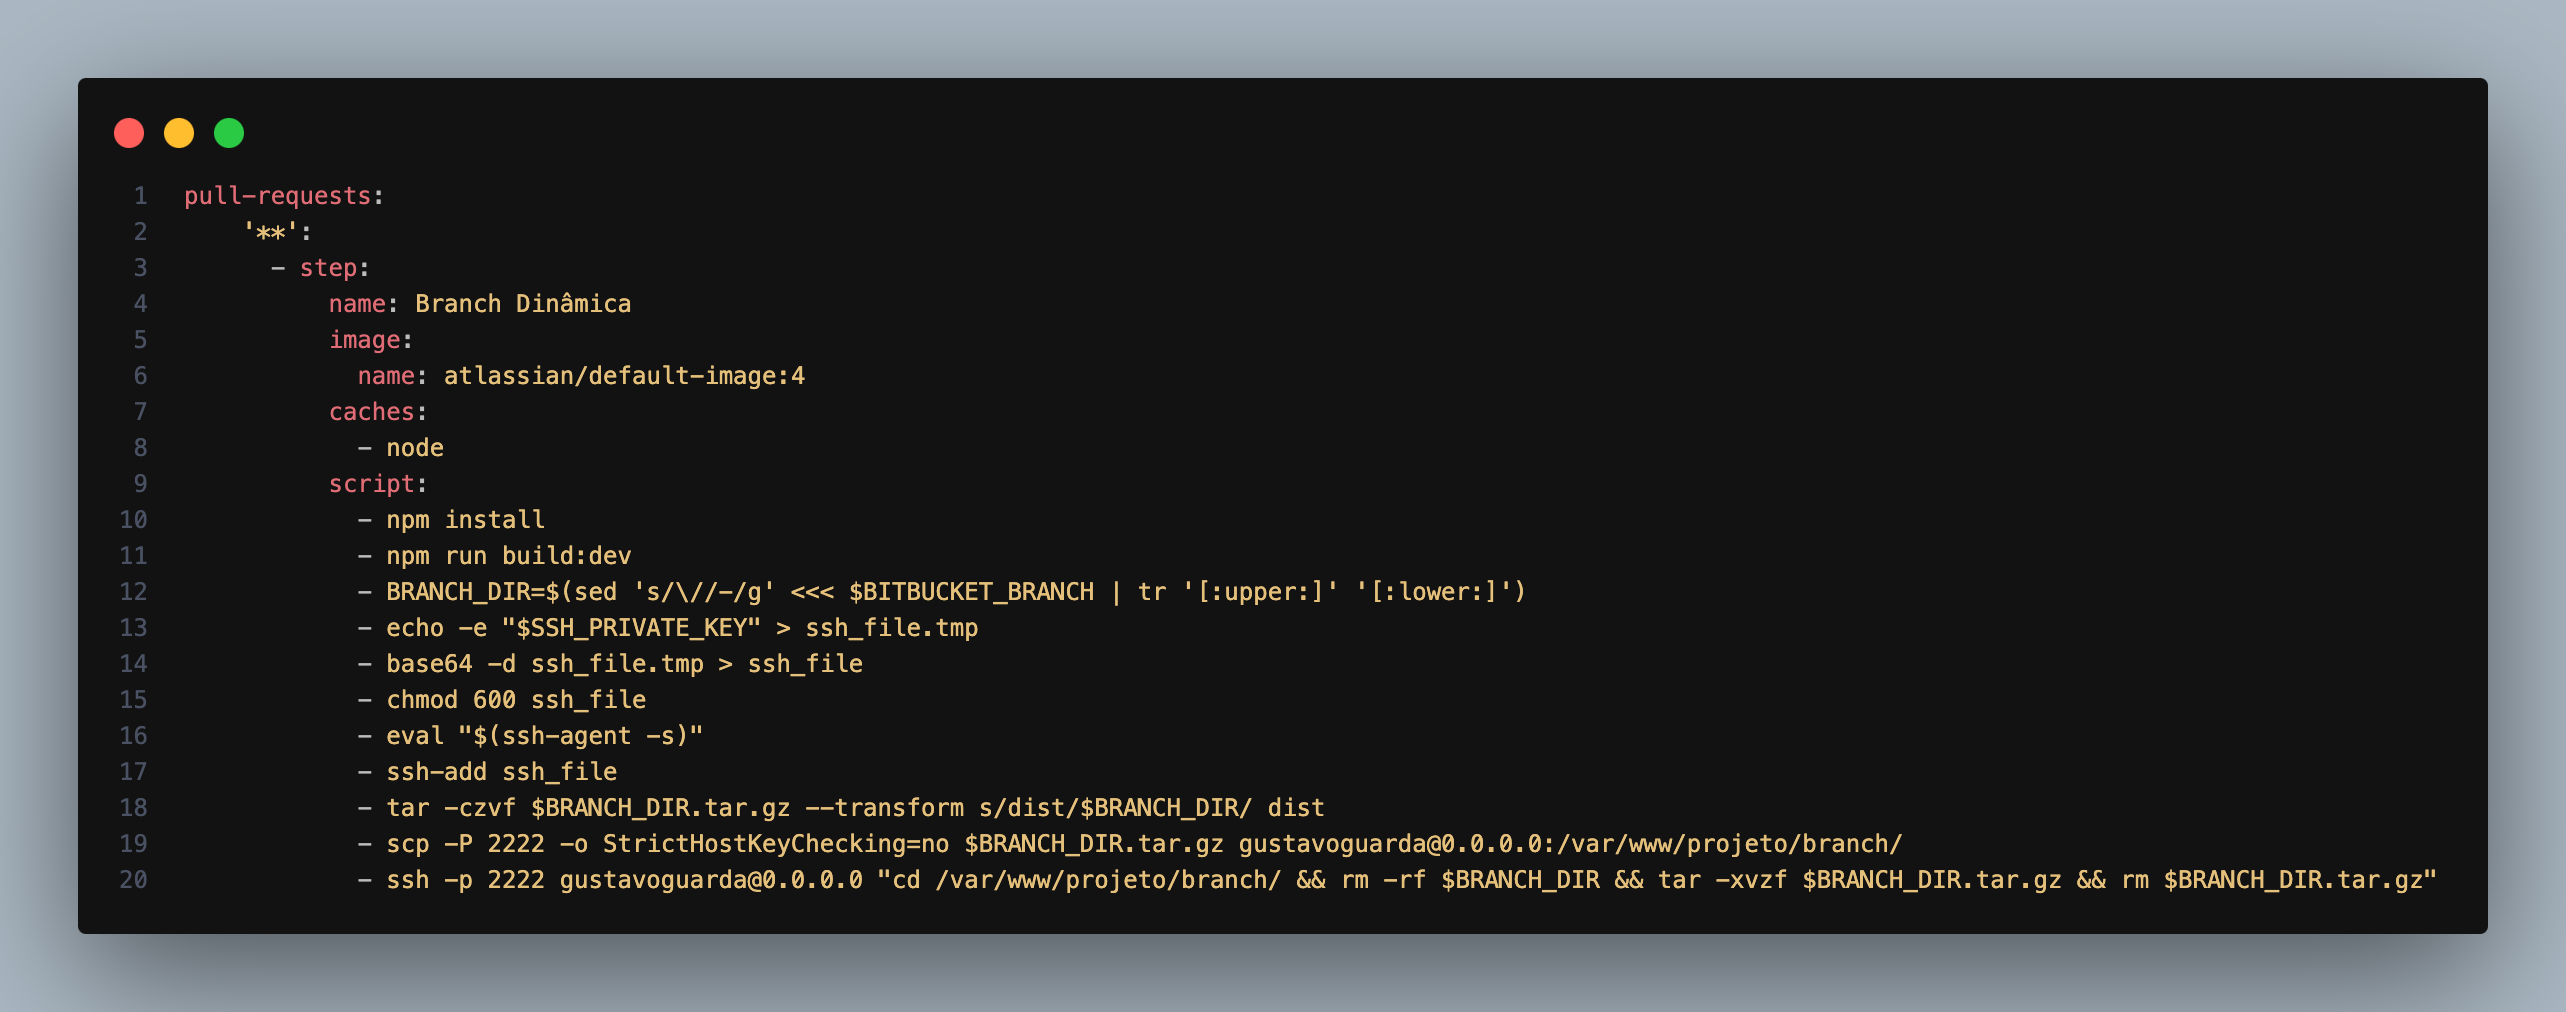 1 pull-requests:
2 '**':
3 - step:
4 name: Branch Dinâmica
5 image:
6 name: atlassian/default-image:4
7 caches:
8 - node
9 script:
10 - npm install
11 - npm run build:dev
12 - BRANCH_DIR=$(sed 's/\//-/g' <<< $BITBUCKET_BRANCH | tr '[:upper:]' '[:lower:]')
13 - echo -e "$SSH_PRIVATE_KEY" > ssh_file.tmp
14 - base64 -d ssh_file.tmp > ssh_file
15 - chmod 600 ssh_file
16 - eval "$(ssh-agent -s)"
17 - ssh-add ssh_file
18 - tar -czvf $BRANCH_DIR.tar.gz --transform s/dist/$BRANCH_DIR/ dist
19 - scp -P 2222 -o StrictHostKeyChecking=no $BRANCH_DIR.tar.gz gustavoguarda@0.0.0.0:/var/www/projeto/branch/
20 - ssh -p 2222 gustavoguarda@0.0.0.0 "cd /var/www/projeto/branch/ && rm -rf $BRANCH_DIR && tar -xvzf $BRANCH_DIR.tar.gz && rm $BRANCH_DIR.tar.gz"